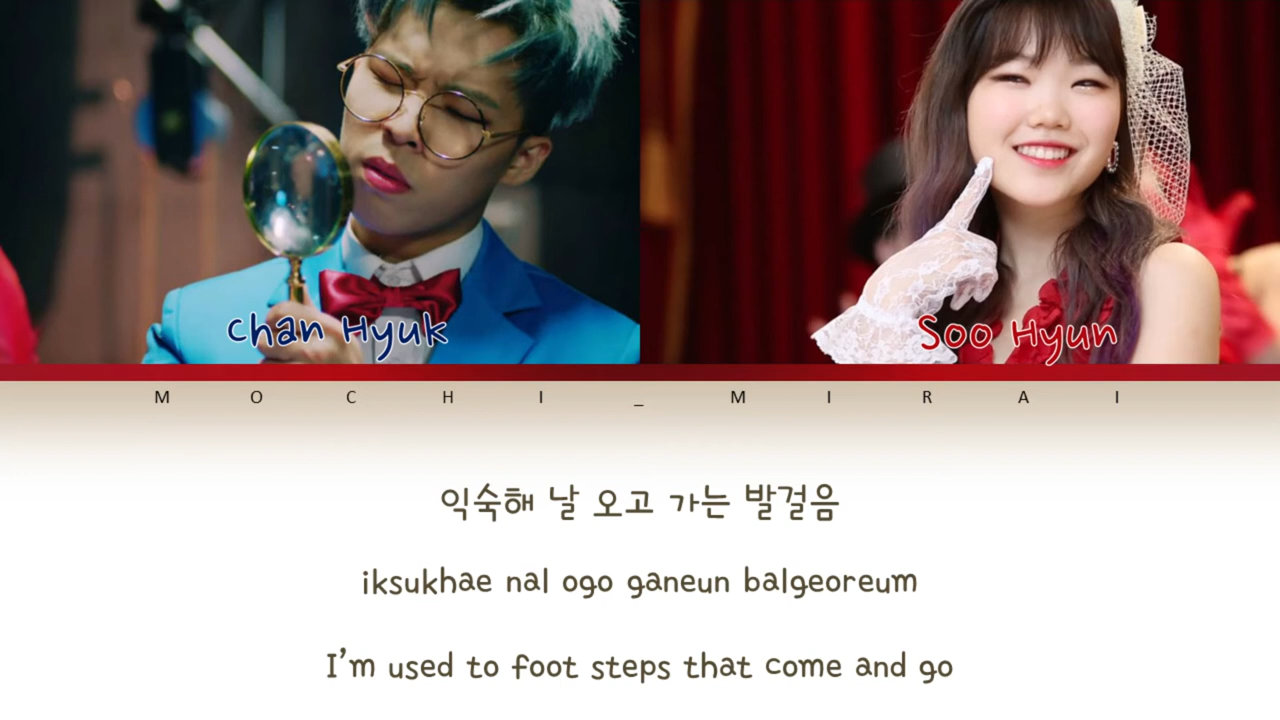 Chan Hyuk
Soo Hyun
MOCHI_MIRAI
익숙해 날 오고 가는 발걸음
iksukhae nal ogo ganeun balgeoreum
I'm used to foot steps that come and go